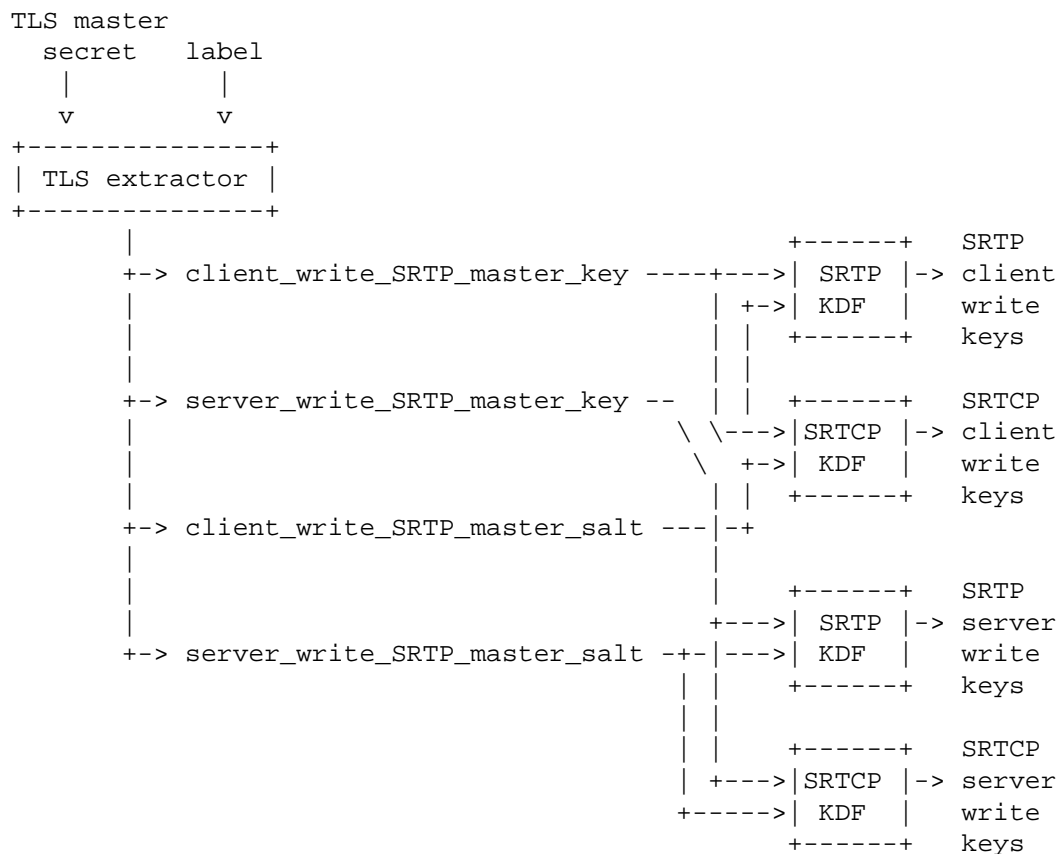 TLS master
secret label
TLS extractor
SRTP
client_write_SRTP_master_key SRTP client
KDF write
keys
server_write_SRTP_master_key SRTCP
SRTCP client
KDF write
keys
client_write_SRTP_master_salt
SRTP
SRTP server
server_write_SRTP_master_salt KDF write
keys
SRTCP
SRTCP server
KDF write
keys